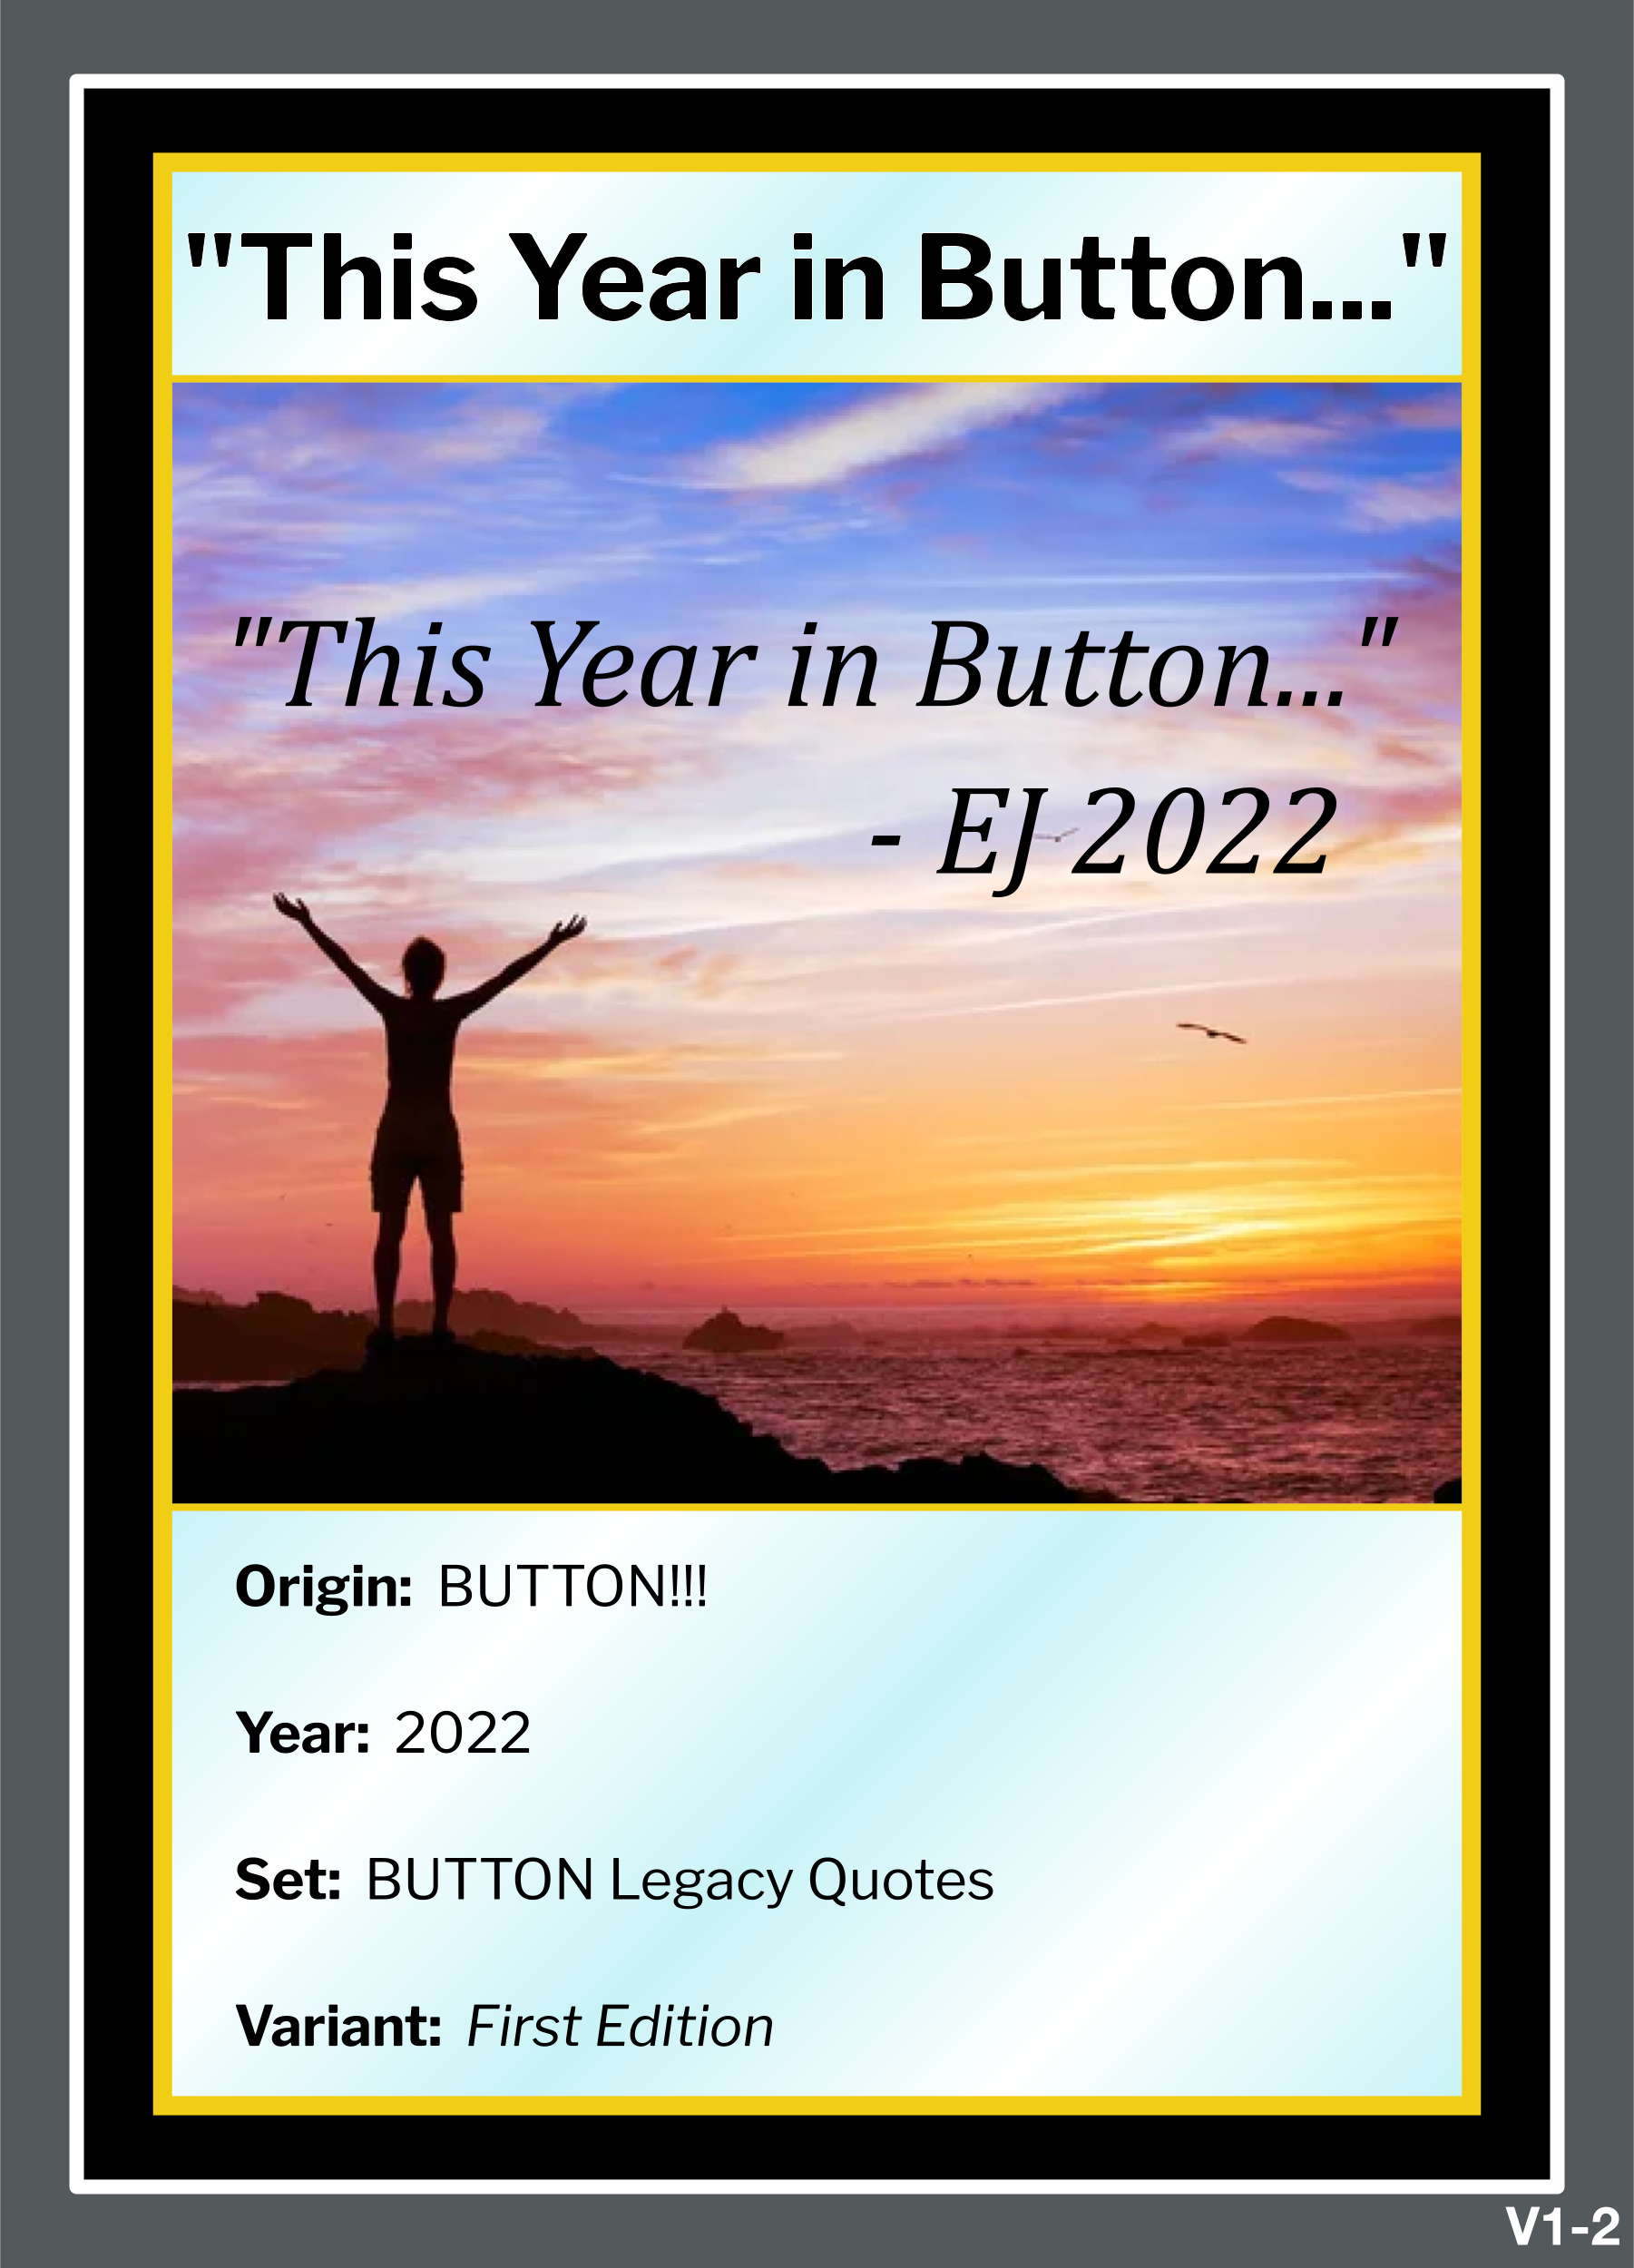 "This Year in Button..."
"This Year in Button..."
- EJ 2022
Origin: BUTTON!!!
Year: 2022
Set: BUTTON Legacy Quotes
Variant: First Edition
V1-2